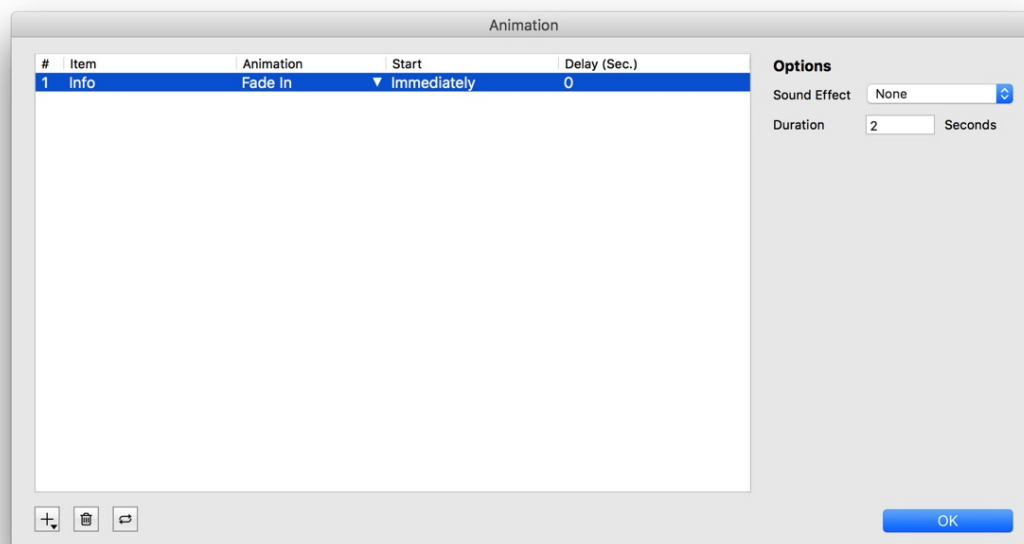 Animation
# Item Animation Start Delay (Sec.)
1 Info Fade In Immediately 0
Options
Sound Effect None
Duration 2 Seconds
OK